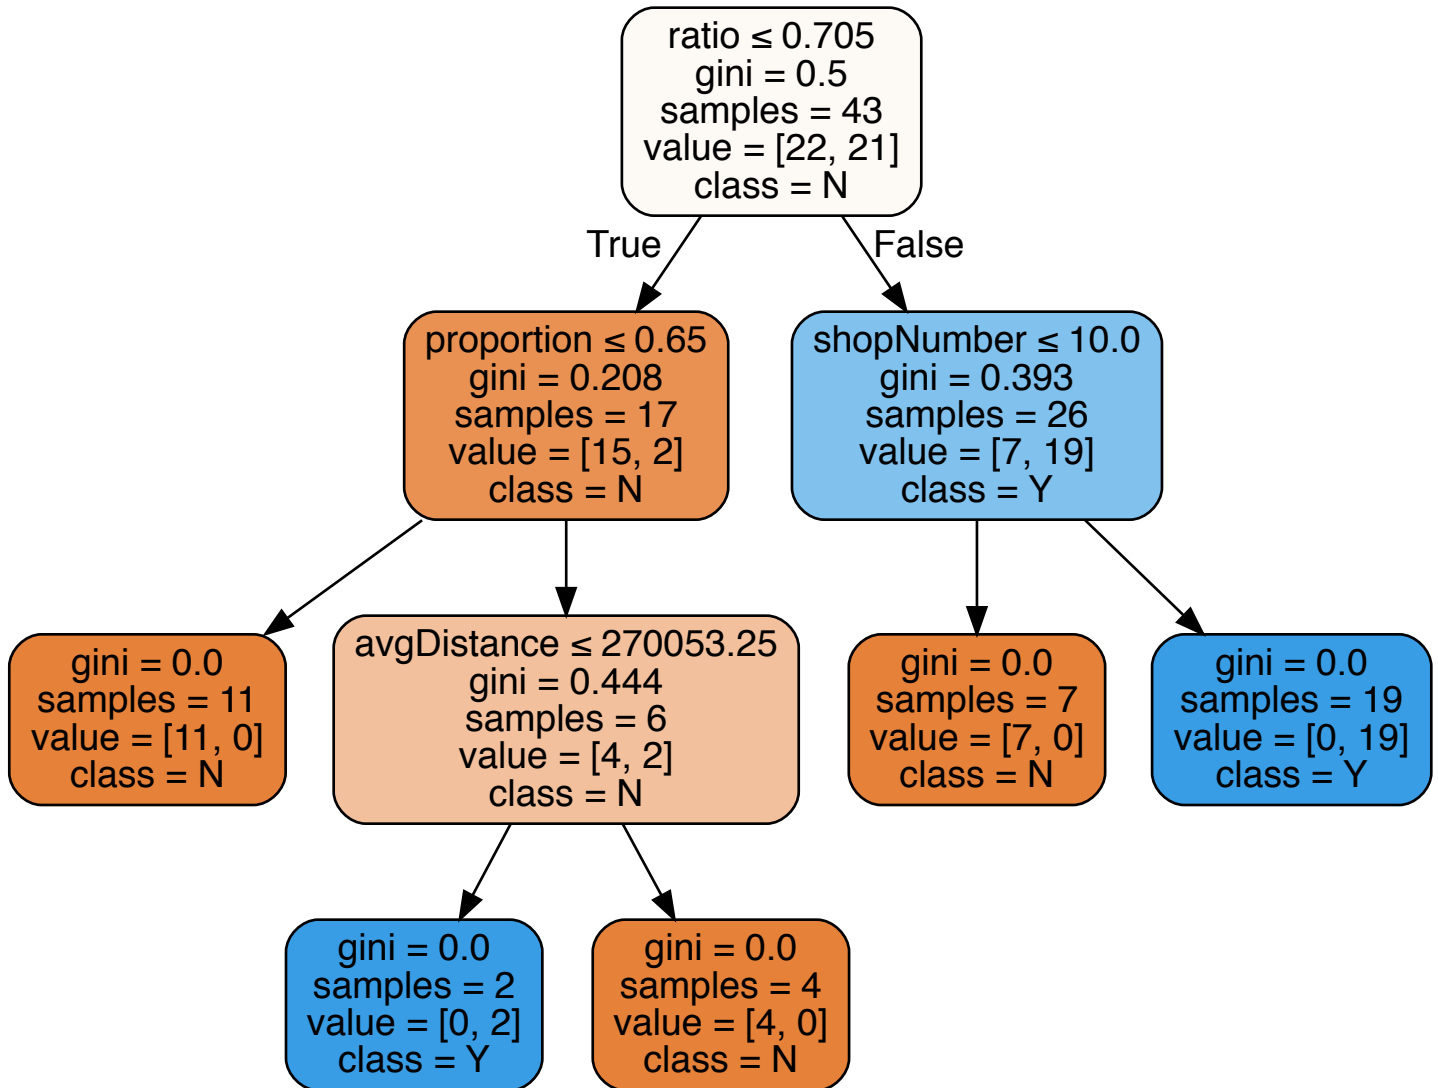 ratio ≤ 0.705
gini = 0.5
samples = 43
value = [22, 21]
class = N
True
False
proportion ≤ 0.65
gini = 0.208
samples = 17
value = [15, 2]
class = N
shopNumber ≤ 10.0
gini = 0.393
samples = 26
value = [7, 19]
class = Y
gini = 0.0
samples = 11
value = [11, 0]
class = N
avgDistance ≤ 270053.25
gini = 0.444
samples = 6
value = [4, 2]
class = N
gini = 0.0
samples = 7
value = [7, 0]
class = N
gini = 0.0
samples = 19
value = [0, 19]
class = Y
gini = 0.0
samples = 2
value = [0, 2]
class = Y
gini = 0.0
samples = 4
value = [4, 0]
class = N